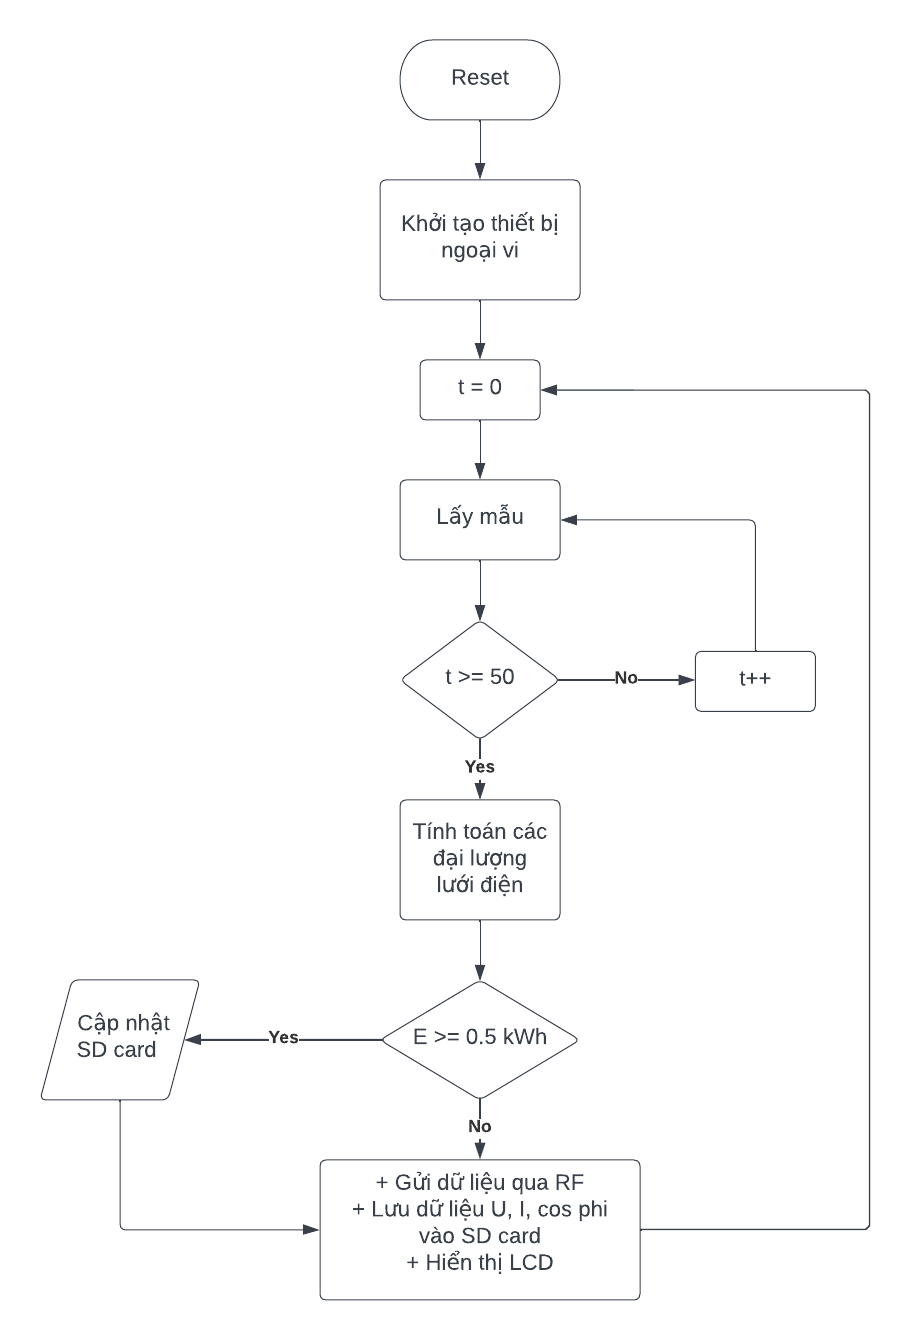 Reset
Khởi tạo thiết bị
ngoại vi
t = 0
Lấy mẫu
t >= 50
No
t++
Yes
Tính toán các
đại lượng
lưới điện
E >= 0.5 kWh
Yes
Cập nhật
SD card
No
+ Gửi dữ liệu qua RF
+ Lưu dữ liệu U, I, cos phi
vào SD card
+ Hiển thị LCD